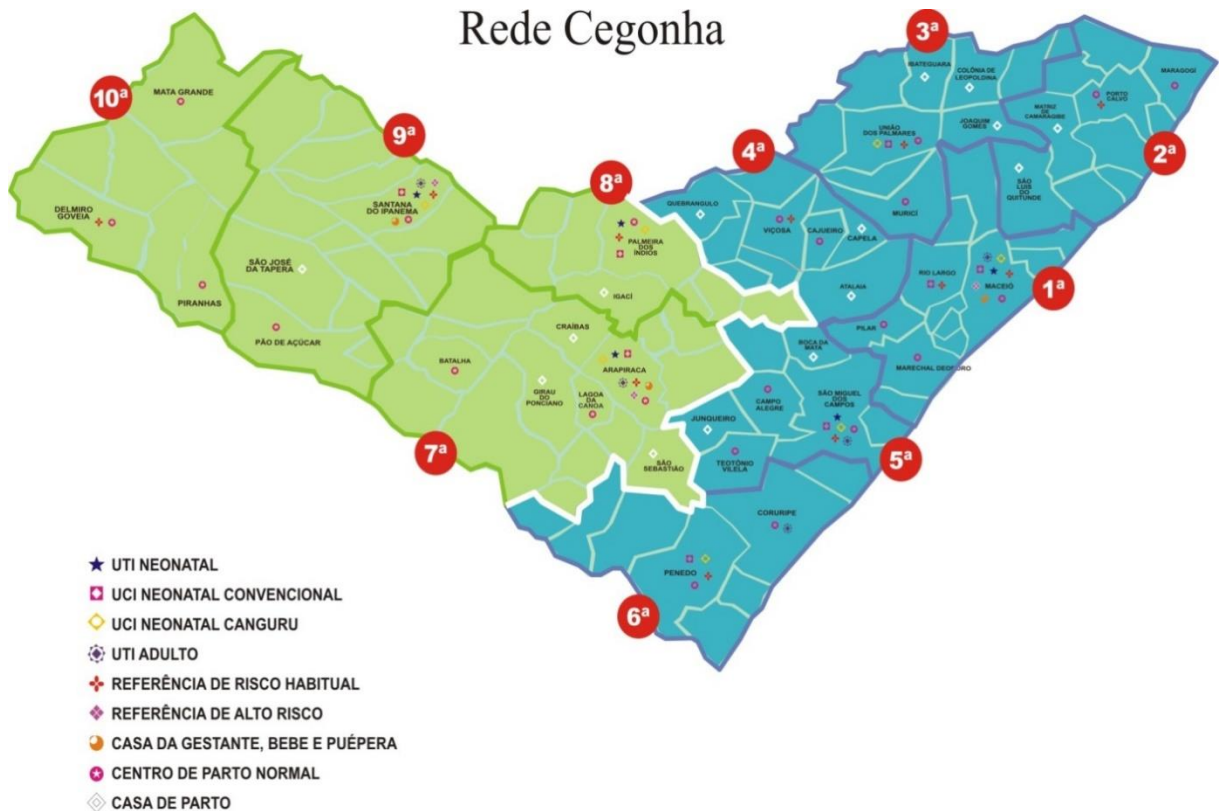 Rede Cegonha
3ª
IBATEGUARA
COLÔNIA DE
LEOPOLDINA
MARAGOGÍ
10ª
MATA GRANDE
PORTO
CALVO
MATRIZ
DE
CAMARAGIBE
9ª
UNIÃO
DOS PALMARES
JOAQUIM
GOMES
4ª
2ª
8ª
SÃO
LUIS
DO
QUITUNDE
SANTANA
DO IPANEMA
QUEBRANGULO
MURICÍ
DELMIRO
GOVEIA
VIÇOSA
CAJUEIRO
CAPELA
PALMEIRA
DOS
ÍNDIOS
SÃO JOSÉ
DA TAPERA
RIO LARGO
MACEIÓ
1ª
PIRANHAS
IGACÍ
ATALAIA
PÃO DE AÇÚCAR
CRAÍBAS
PILAR
BOCA DA
MATA
BATALHA
ARAPIRACA
MARECHAL DEODORO
GIRAU
DO
PONCIANO
LAGOA
DA
CANOA
CAMPO
ALEGRE
SÃO MIGUEL
DOS
CAMPOS
JUNQUEIRO
7ª
SÃO
SEBASTIÃO
TEOTÔNIO
VILELA
5ª
CORURIPE
PENEDO
6ª
UTI NEONATAL
UCI NEONATAL CONVENCIONAL
UCI NEONATAL CANGURU
UTI ADULTO
REFERÊNCIA DE RISCO HABITUAL
REFERÊNCIA DE ALTO RISCO
CASA DA GESTANTE, BEBE E PUÉPERA
CENTRO DE PARTO NORMAL
CASA DE PARTO